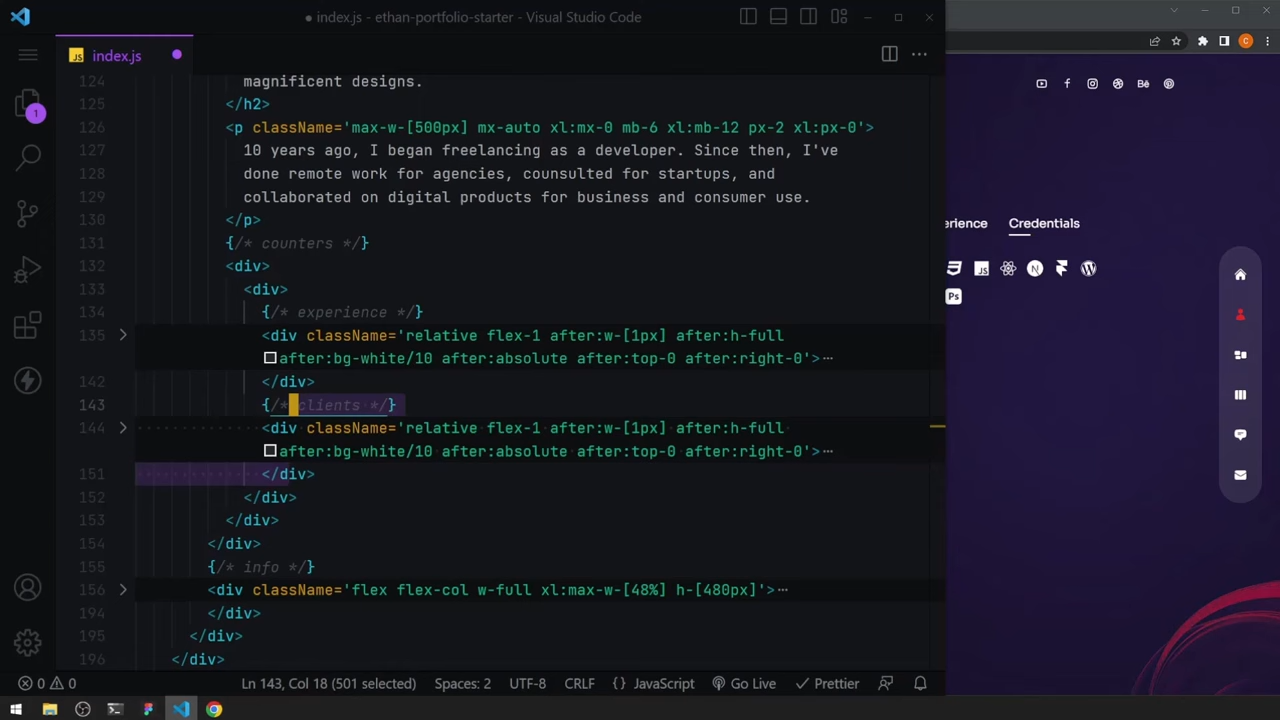 index.js - ethan-portfolio-starter - Visual Studio Code
JS index.js
1
124 magnificent designs.
125 </h2>
126 <p className='max-w-[500px] mx-auto xl:mx-0 mb-6 xl:mb-12 px-2 xl:px-0'>
127 10 years ago, I began freelancing as a developer. Since then, I've
128 done remote work for agencies, counsulted for startups, and
129 collaborated on digital products for business and consumer use.
130 </p>
131 {/* counters */}
132 <div>
133 <div>
134 {/* experience */}
135 <div className='relative flex-1 after:w-[1px] after:h-full
after:bg-white/10 after:absolute after:top-0 after:right-0'>…
142 </div>
143 {/* clients */}
144 <div className='relative flex-1 after:w-[1px] after:h-full
after:bg-white/10 after:absolute after:top-0 after:right-0'>…
151 </div>
152 </div>
153 </div>
154 </div>
155 {/* info */}
156 <div className='flex flex-col w-full xl:max-w-[48%] h-[480px]'>…
194 </div>
195 </div>
196 </div>
0 0 Ln 143, Col 18 (501 selected) Spaces: 2 UTF-8 CRLF {} JavaScript Go Live Prettier
C
Bē
erience Credentials
JS N
Ps